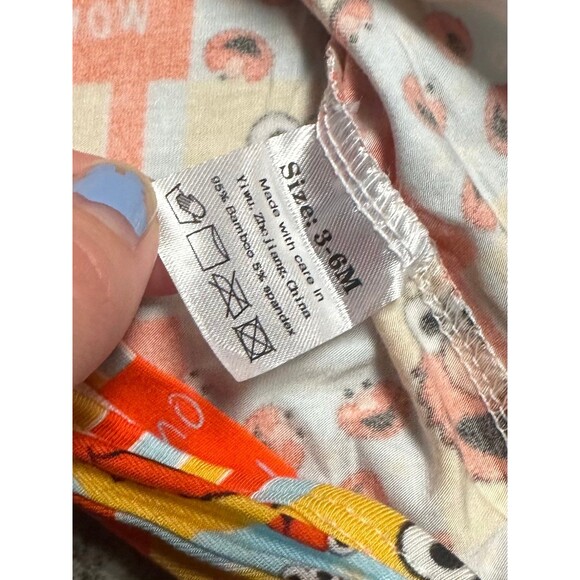 Size: 3-6M
Made with care in
Yiwu, Zhejiang, China
95% Bamboo 5% spandex